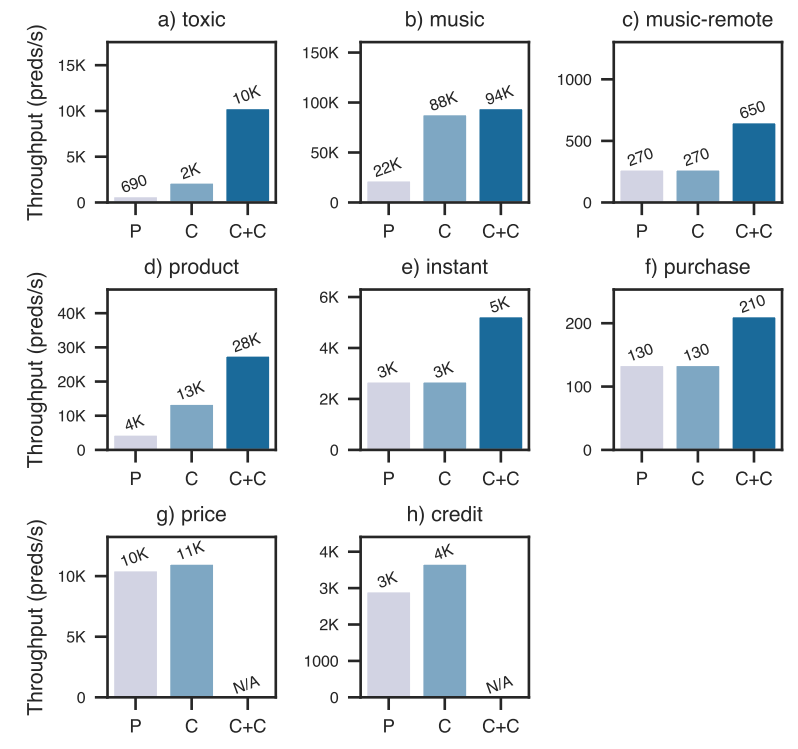 a) toxic
b) music
c) music-remote
Throughput (preds/s)
15K
10K
5K
0
690
2K
10K
P
C
C+C
150K
100K
50K
0
22K
88K
94K
P
C
C+C
1000
500
0
270
270
650
P
C
C+C
d) product
e) instant
f) purchase
Throughput (preds/s)
40K
30K
20K
10K
0
4K
13K
28K
P
C
C+C
6K
4K
2K
0
3K
3K
5K
P
C
C+C
200
100
0
130
130
210
P
C
C+C
g) price
h) credit
Throughput (preds/s)
10K
5K
0
10K
11K
N/A
P
C
C+C
4K
3K
2K
1000
0
3K
4K
N/A
P
C
C+C